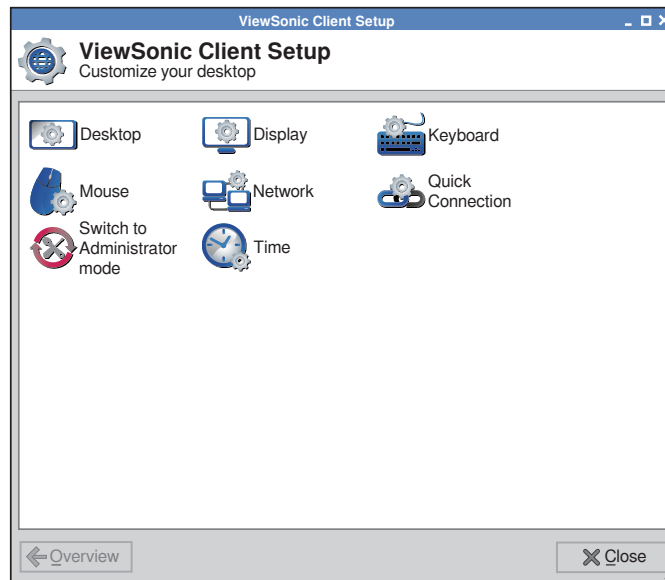 ViewSonic Client Setup
ViewSonic Client Setup
Customize your desktop
Desktop
Display
Keyboard
Mouse
Network
Quick
Connection
Switch to
Administrator
mode
Time
Overview
Close